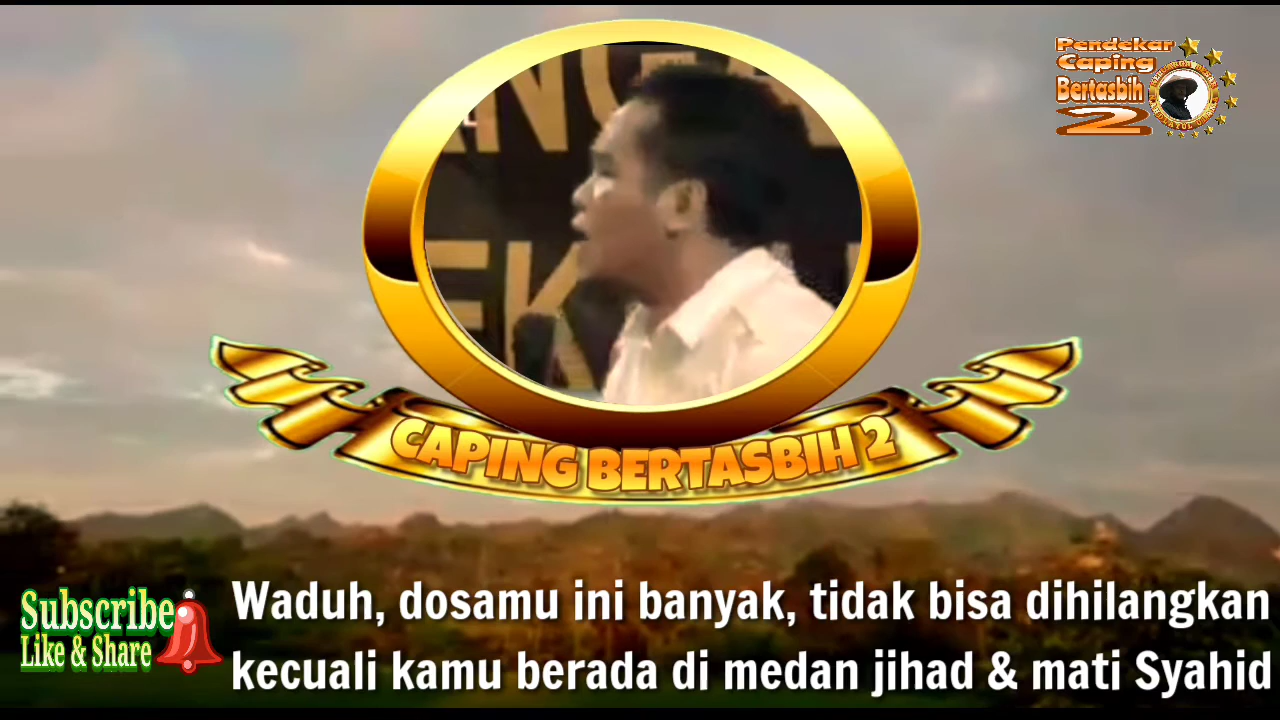 Pendekar
Caping
Bertasbih
2
CAPING BERTASBIH 2
Subscribe
Like & Share
Waduh, dosamu ini banyak, tidak bisa dihilangkan
kecuali kamu berada di medan jihad & mati Syahid